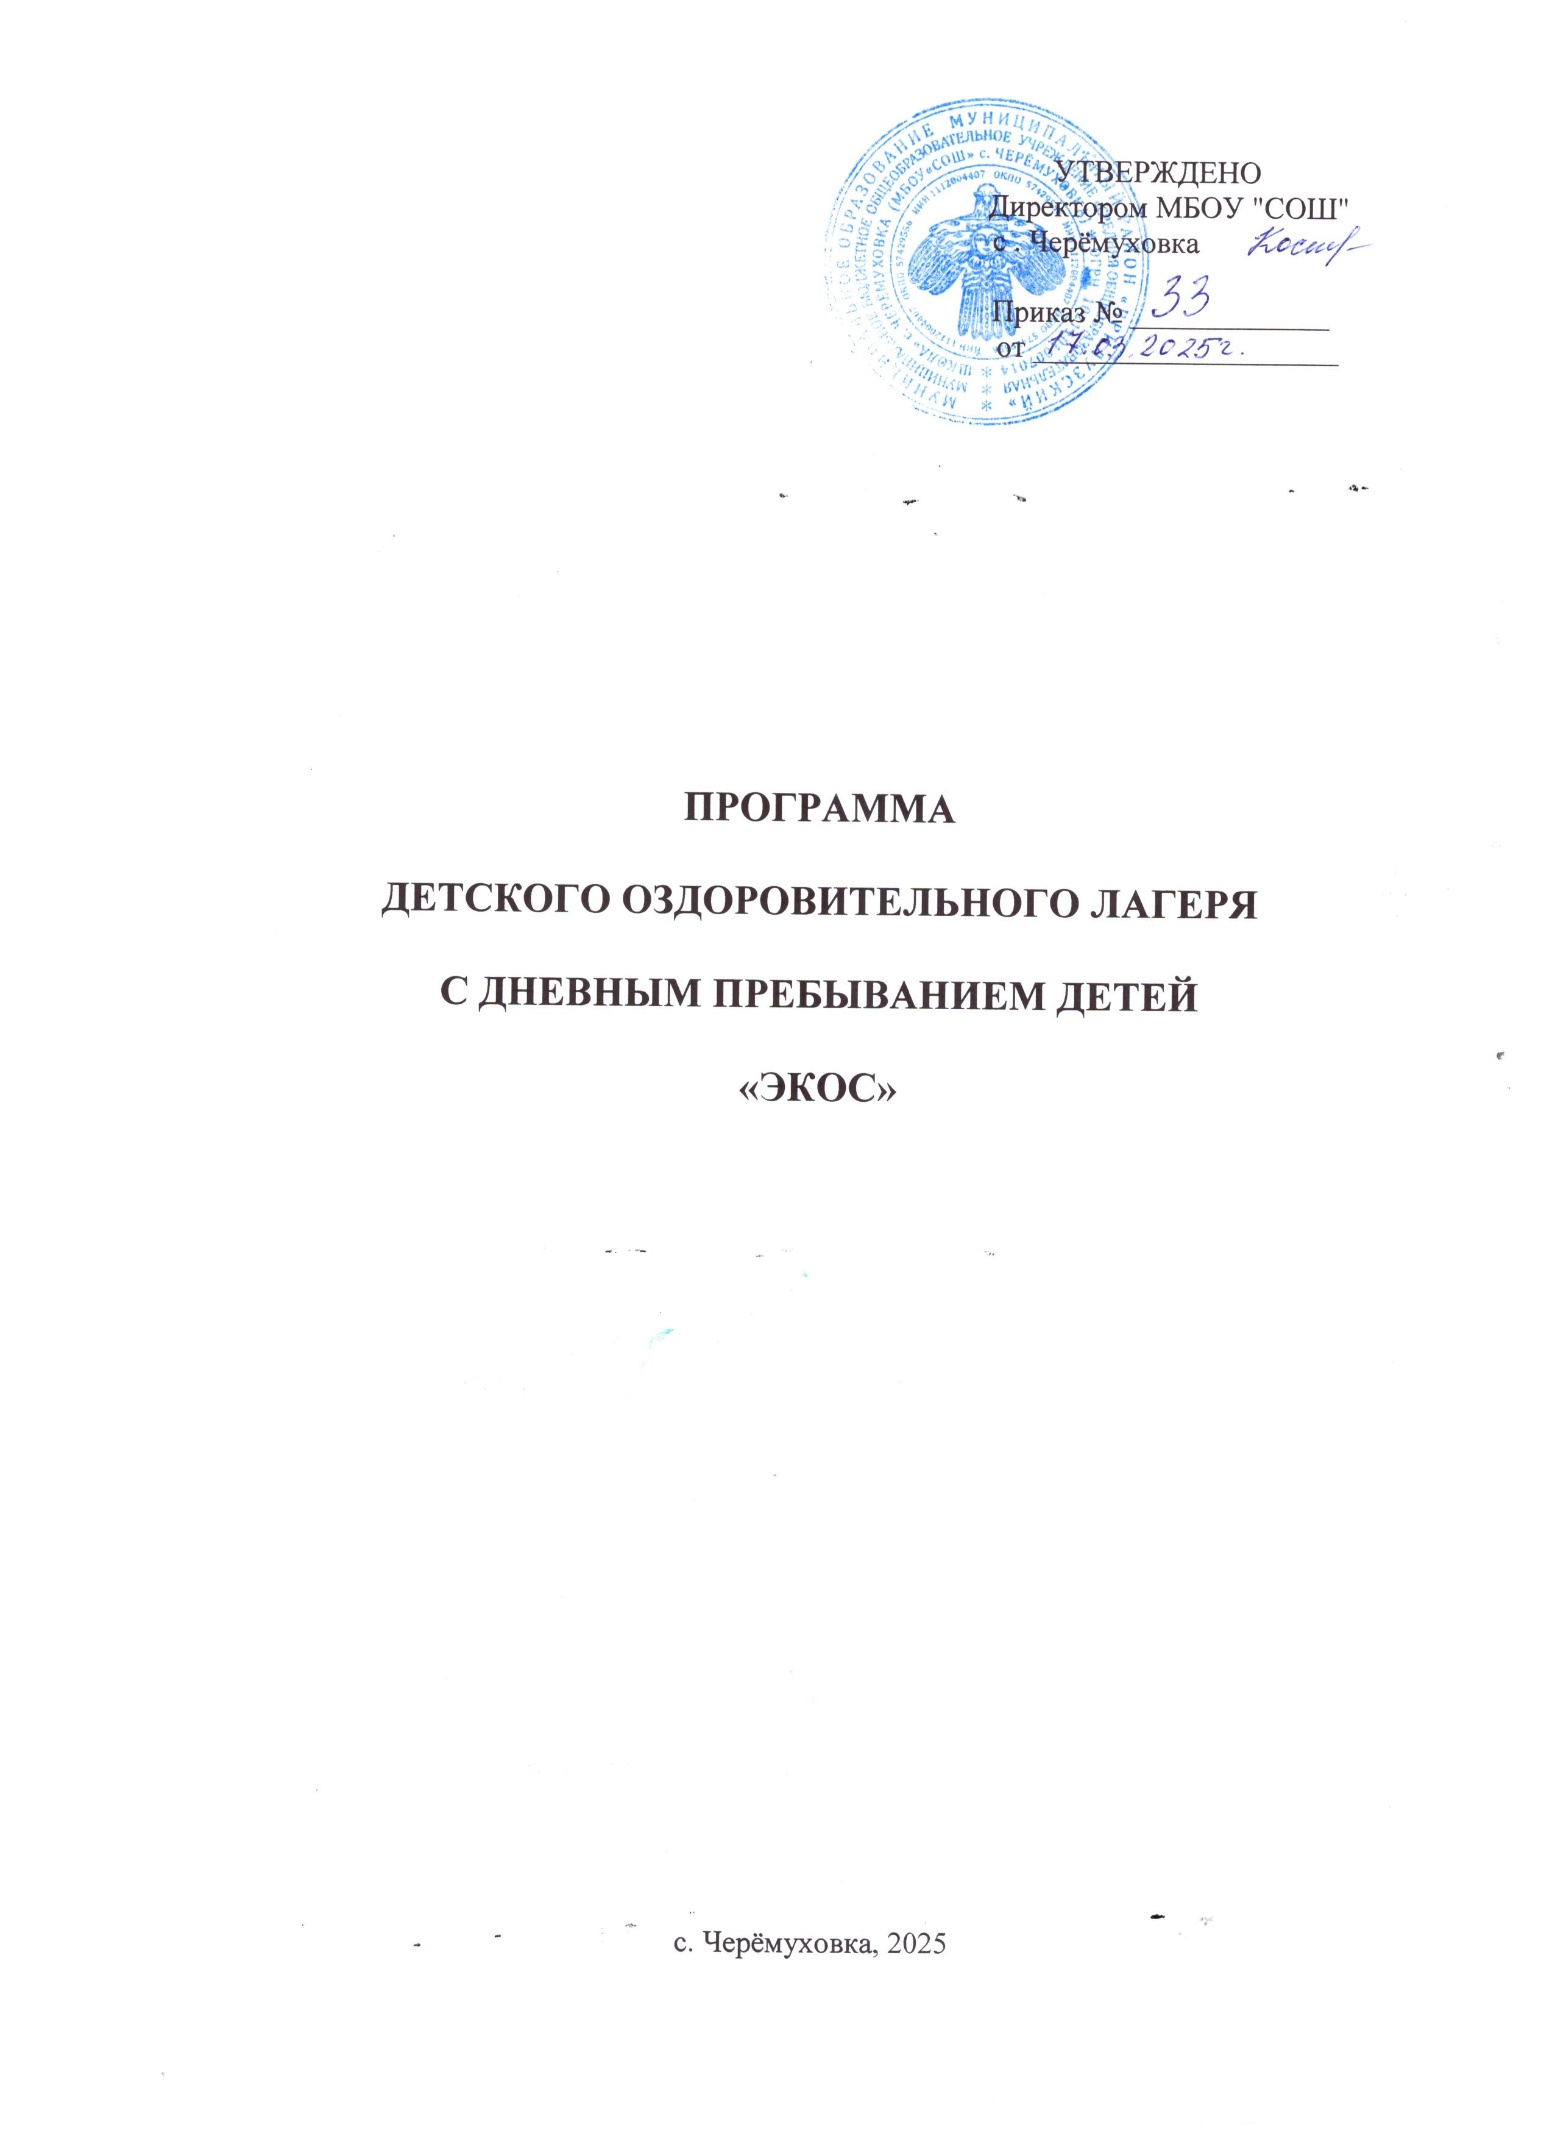 УТВЕРЖДЕНО
Директором МБОУ "СОШ"
с . Черёмуховка
Приказ № 33
от 17.03.2025г.
ПРОГРАММА
ДЕТСКОГО ОЗДОРОВИТЕЛЬНОГО ЛАГЕРЯ
С ДНЕВНЫМ ПРЕБЫВАНИЕМ ДЕТЕЙ
«ЭКОС»
с. Черёмуховка, 2025